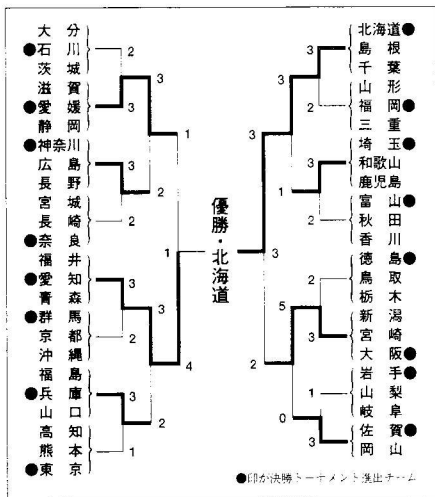 大分
●石川
茨城
滋賀
●愛媛
静岡
●神奈川
広島
長野
宮城
長崎
●奈良
福井
●愛知
青森
●群馬
京都
沖縄
福島
●兵庫
山口
高知
熊本
●東京
2
3
3
2
3
2
3
1
3
2
3
2
1
1
4
優勝・北海道
3
3
2
3
1
5
0
3
2
3
2
2
3
1
3
北海道●
島根
千葉
山形
福岡●
三重
埼玉●
和歌山
鹿児島
富山●
秋田
香川
徳島●
鳥取
栃木
新潟
宮崎
大阪●
岩手●
山梨
岐阜
佐賀●
岡山
●印が決勝トーナメント進出チーム